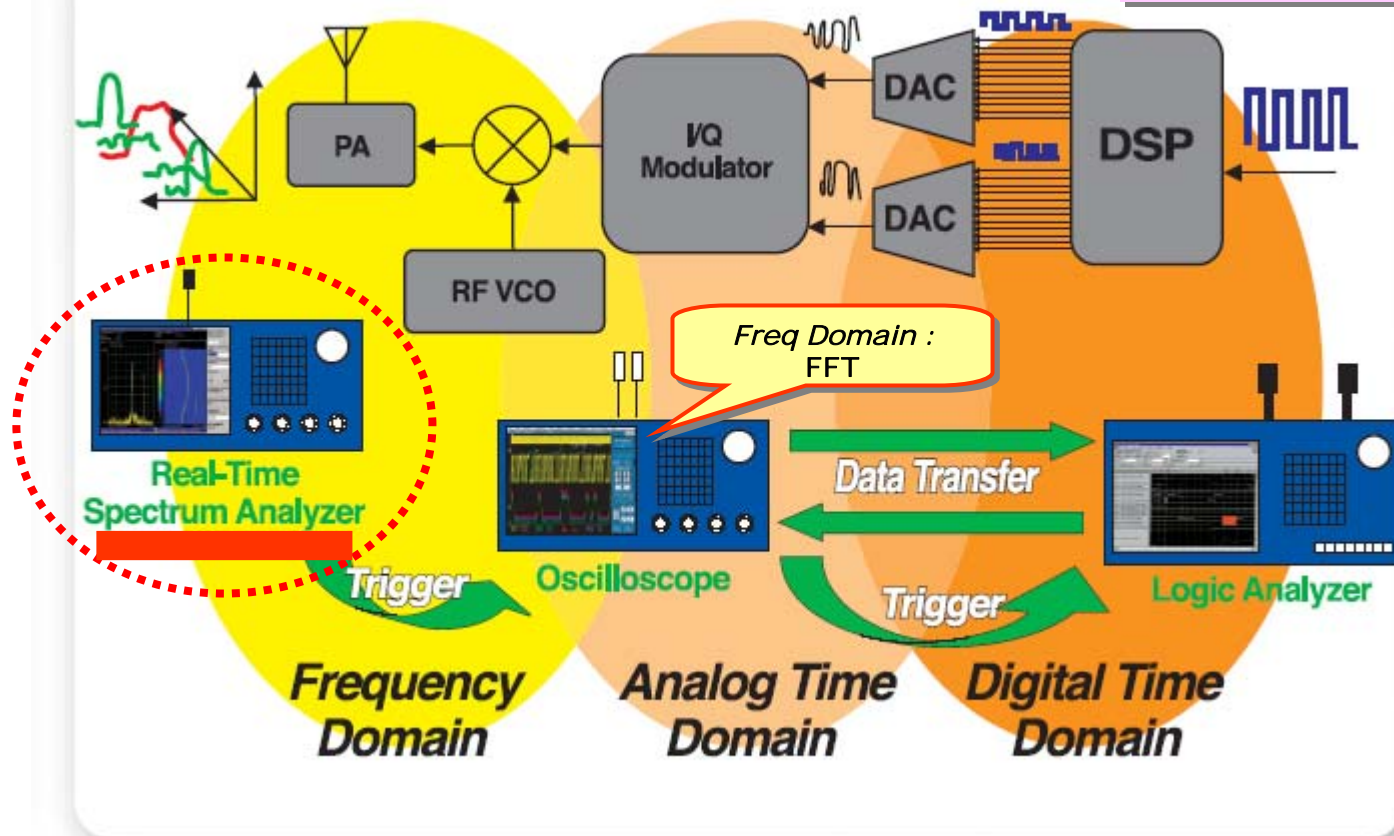 DAC
DSP
PA
I/Q
Modulator
DAC
RF VCO
Freq Domain :
FFT
Real-Time
Spectrum Analyzer
Data Transfer
Trigger
Oscilloscope
Trigger
Logic Analyzer
Frequency
Domain
Analog Time
Domain
Digital Time
Domain